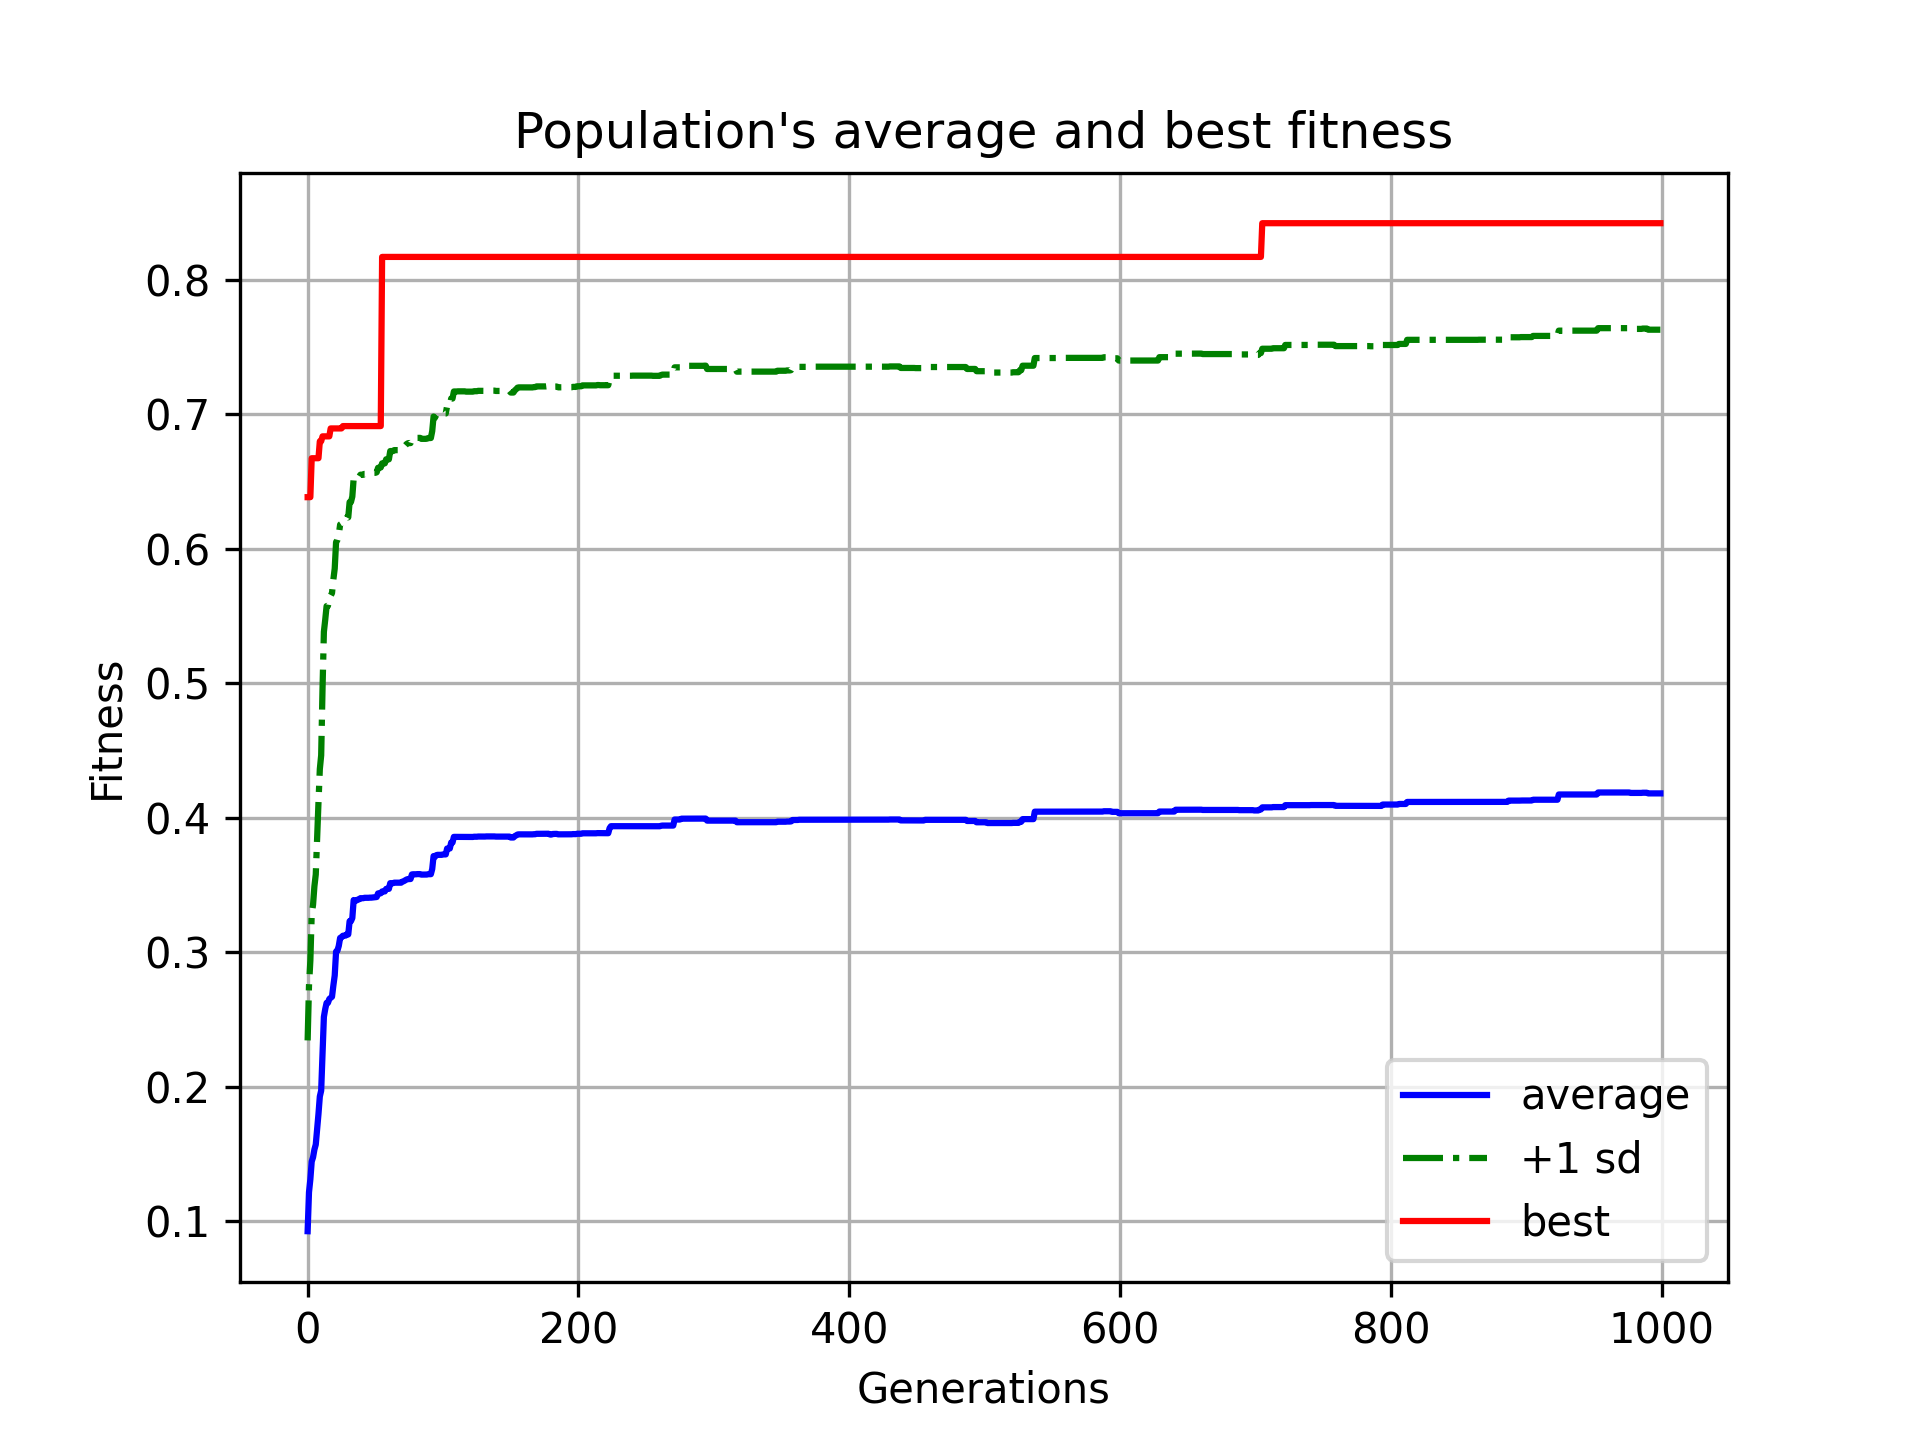 Population's average and best fitness
Fitness
0.8
0.7
0.6
0.5
0.4
0.3
0.2
0.1
0 200 400 600 800 1000
Generations
average
+1 sd
best